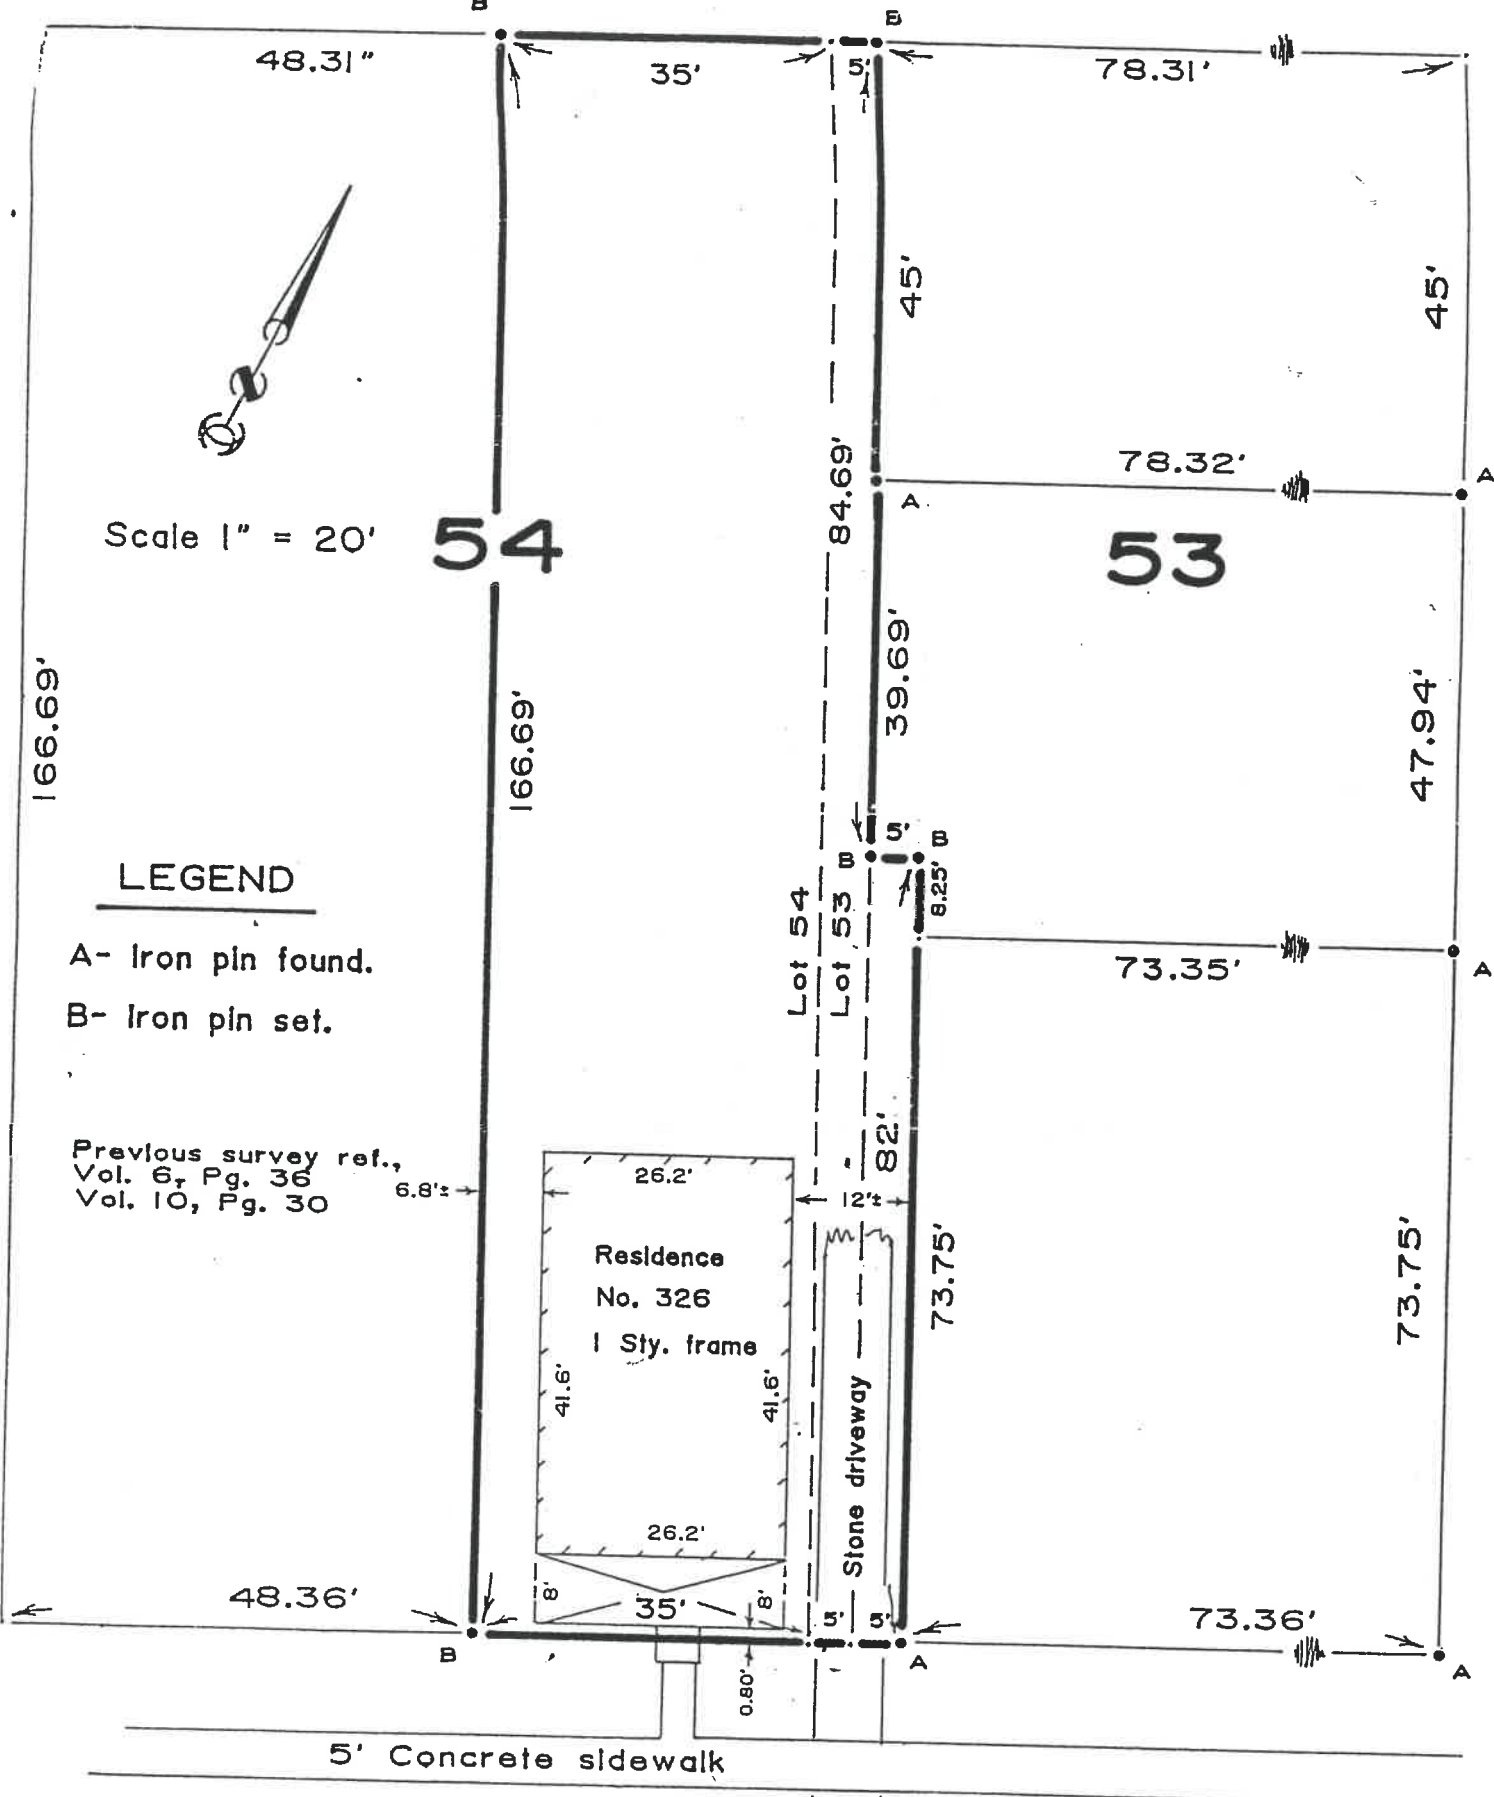 B
B
48.31"
35'
5'
78.31'
45'
45'
84.69'
78.32'
A
A
Scale 1" = 20'
54
53
39.69'
166.69'
166.69'
47.94'
5'
B
B
8.25'
LEGEND
A- Iron pin found.
B- Iron pin set.
Lot 54
Lot 53
73.35'
A
82'
Previous survey ref.,
Vol. 6, Pg. 36
Vol. 10, Pg. 30
6.8'±
26.2'
12'±
Residence
No. 326
1 Sty. frame
41.6'
41.6'
73.75'
73.75'
Stone driveway
26.2'
48.36'
8'
35'
8'
5'
5'
73.36'
B
A
A
0.80'
5' Concrete sidewalk